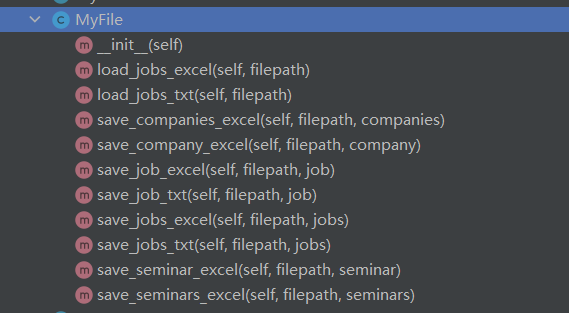 MyFile
__init__(self)
load_jobs_excel(self, filepath)
load_jobs_txt(self, filepath)
save_companies_excel(self, filepath, companies)
save_company_excel(self, filepath, company)
save_job_excel(self, filepath, job)
save_job_txt(self, filepath, job)
save_jobs_excel(self, filepath, jobs)
save_jobs_txt(self, filepath, jobs)
save_seminar_excel(self, filepath, seminar)
save_seminars_excel(self, filepath, seminars)